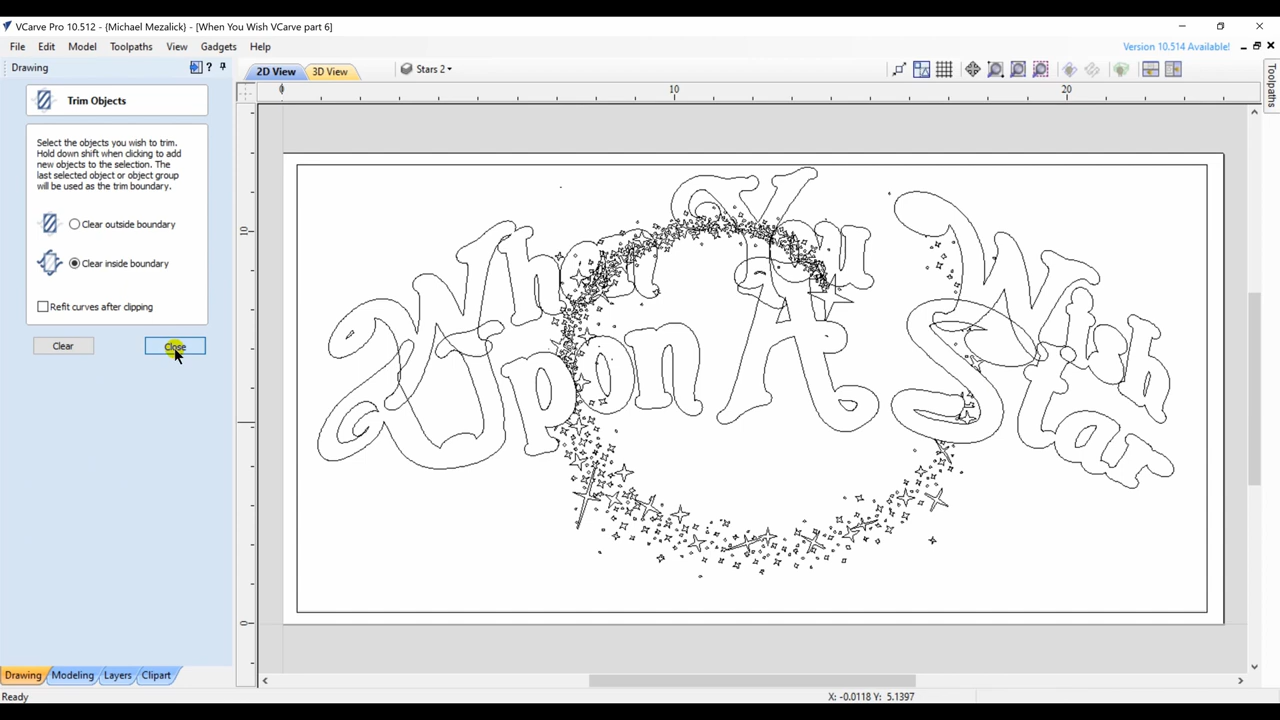 VCarve Pro 10.512 - {Michael Mezalick} - [When You Wish VCarve part 6]
File Edit Model Toolpaths View Gadgets Help
Version 10.514 Available!
Drawing
2D View 3D View Stars 2
Toolpaths
0 10 20
Trim Objects
Select the objects you wish to trim.
Hold down shift when clicking to add
new objects to the selection. The
last selected object or object group
will be used as the trim boundary.
Clear outside boundary
Clear inside boundary
Refit curves after clipping
Clear Close
10
0
When You Wish
Upon A Star
Drawing Modeling Layers Clipart
Ready
X: -0.0118 Y: 5.1397